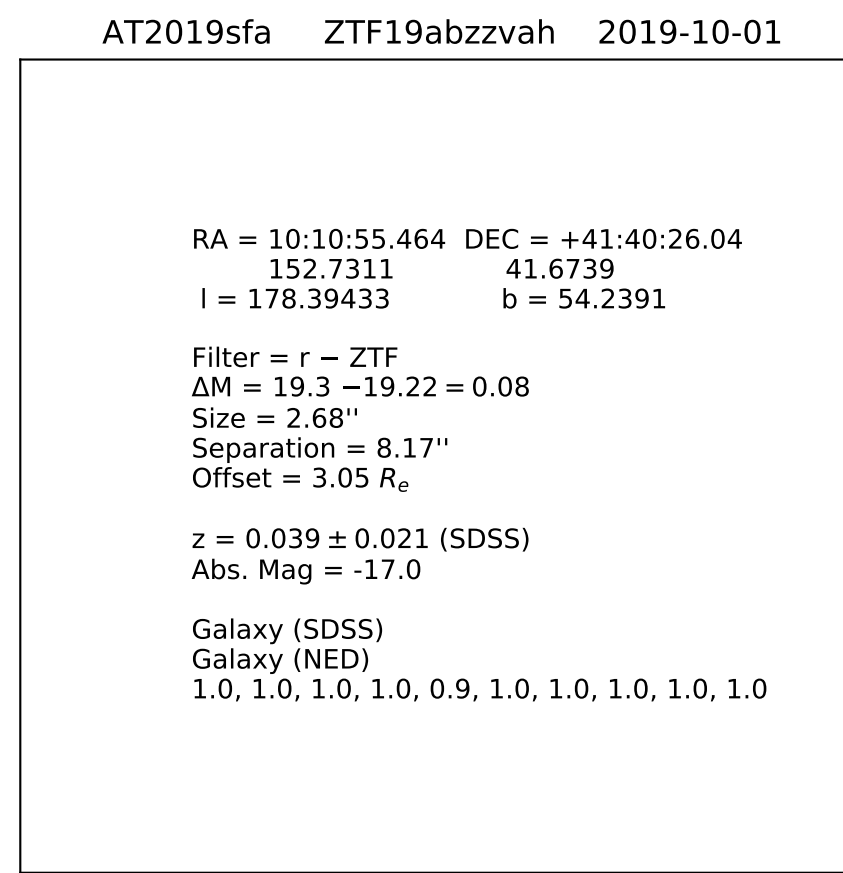 AT2019sfa ZTF19abzzvah 2019-10-01
RA = 10:10:55.464 DEC = +41:40:26.04
152.7311 41.6739
l = 178.39433 b = 54.2391
Filter = r − ZTF
ΔM = 19.3 −19.22 = 0.08
Size = 2.68''
Separation = 8.17''
Offset = 3.05 Rₑ
z = 0.039 ± 0.021 (SDSS)
Abs. Mag = -17.0
Galaxy (SDSS)
Galaxy (NED)
1.0, 1.0, 1.0, 1.0, 0.9, 1.0, 1.0, 1.0, 1.0, 1.0